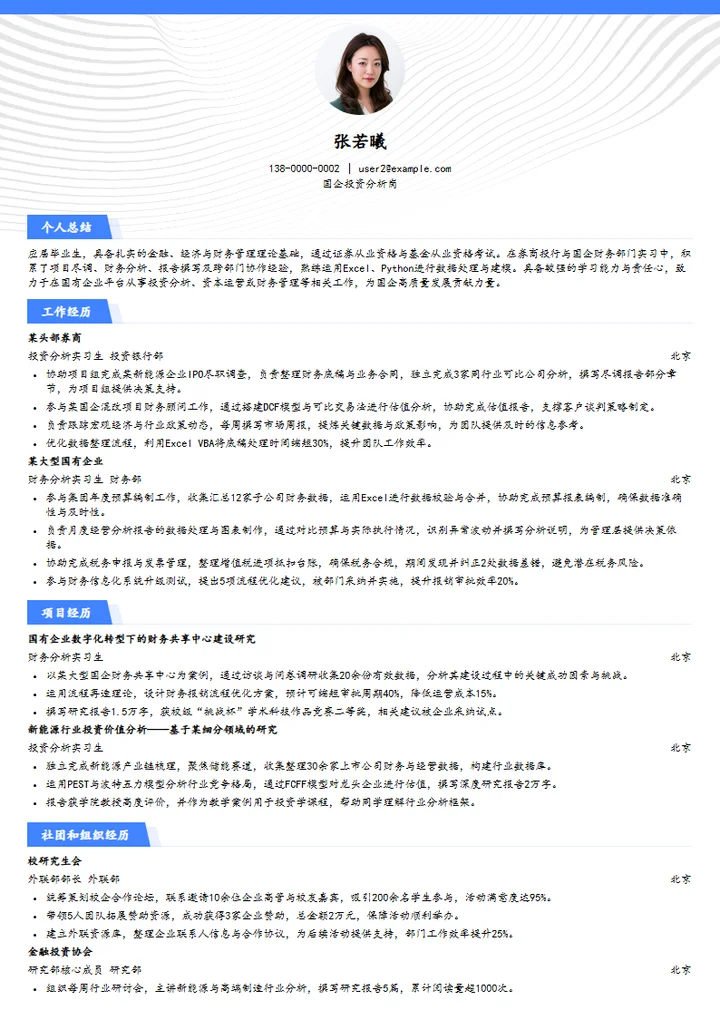 张若曦
138-0000-0002 | user2@example.com
国企投资分析岗
个人总结
应届毕业生，具备扎实的金融、经济与财务管理理论基础，通过证券从业资格与基金从业资格考试。在券商投行与国企财务部门实习中，积
累了项目尽调、财务分析、报告撰写及跨部门协作经验，熟练运用Excel、Python进行数据处理与建模。具备敏锐的学习能力与责任心，致
力于在国有企业平台从事投资分析、资本运营或财务管理等相关工作，为国企高质量发展贡献力量。
工作经历
某头部券商
投资分析实习生 投资银行部 北京
• 协助项目组完成某新能源企业IPO尽职调查，负责整理财务底稿与业务合同，独立完成3家同行业可比公司分析，撰写尽调报告部分章
节，为项目组提供决策支持。
• 参与某国企混改项目财务顾问工作，通过搭建DCF模型与可比交易法进行估值分析，协助完成估值报告，支撑客户谈判策略制定。
• 负责跟踪宏观经济与行业政策动态，每周撰写市场周报，提炼关键数据与政策影响，为团队提供及时的信息参考。
• 优化数据整理流程，利用Excel VBA将底稿处理时间缩短30%，提升团队工作效率。
某大型国有企业
财务分析实习生 财务部 北京
• 参与集团年度预算编制工作，收集汇总12家子公司财务数据，运用Excel进行数据校验与合并，协助完成预算报表编制，确保数据准确
性与及时性。
• 负责月度经营分析报告的数据处理与图表制作，通过对比预算与实际执行情况，识别异常波动并撰写分析说明，为管理层提供决策依
据。
• 协助完成税务申报与发票管理，整理增值税进项抵扣台账，确保税务合规，期间发现并纠正2处数据差错，避免潜在税务风险。
• 参与财务信息化系统升级测试，提出5项流程优化建议，被部门采纳并实施，提升报销审批效率20%。
项目经历
国有企业数字化转型下的财务共享中心建设研究
财务分析实习生 北京
• 以某大型国企财务共享中心为案例，通过访谈与问卷调研收集20余份有效数据，分析其建设过程中的关键成功因素与挑战。
• 运用流程再造理论，设计财务报销流程优化方案，预计可缩短审批周期40%，降低运营成本15%。
• 撰写研究报告1.5万字，获校级“挑战杯”学术科技作品竞赛二等奖，相关建议被企业采纳试点。
新能源行业投资价值分析——基于某细分领域的研究
投资分析实习生 北京
• 独立完成新能源产业链梳理，聚焦储能赛道，收集整理30余家上市公司财务与经营数据，构建行业数据库。
• 运用PEST与波特五力模型分析行业竞争格局，通过FCFF模型对龙头企业进行估值，撰写深度研究报告2万字。
• 报告获学院教授高度评价，并作为教学案例用于投资学课程，帮助同学理解行业分析框架。
社团和组织经历
校研究生会
外联部部长 外联部 北京
• 统筹策划校企合作论坛，联系邀请10余位企业高管与校友嘉宾，吸引200余名学生参与，活动满意度达95%。
• 带领5人团队拓展赞助资源，成功获得3家企业赞助，总金额2万元，保障活动顺利举办。
• 建立外联资源库，整理企业联系人信息与合作协议，为后续活动提供支持，部门工作效率提升25%。
金融投资协会
研究部核心成员 研究部 北京
• 组织每周行业研讨会，主讲新能源与高端制造行业分析，撰写研究报告5篇，累计阅读量超1000次。